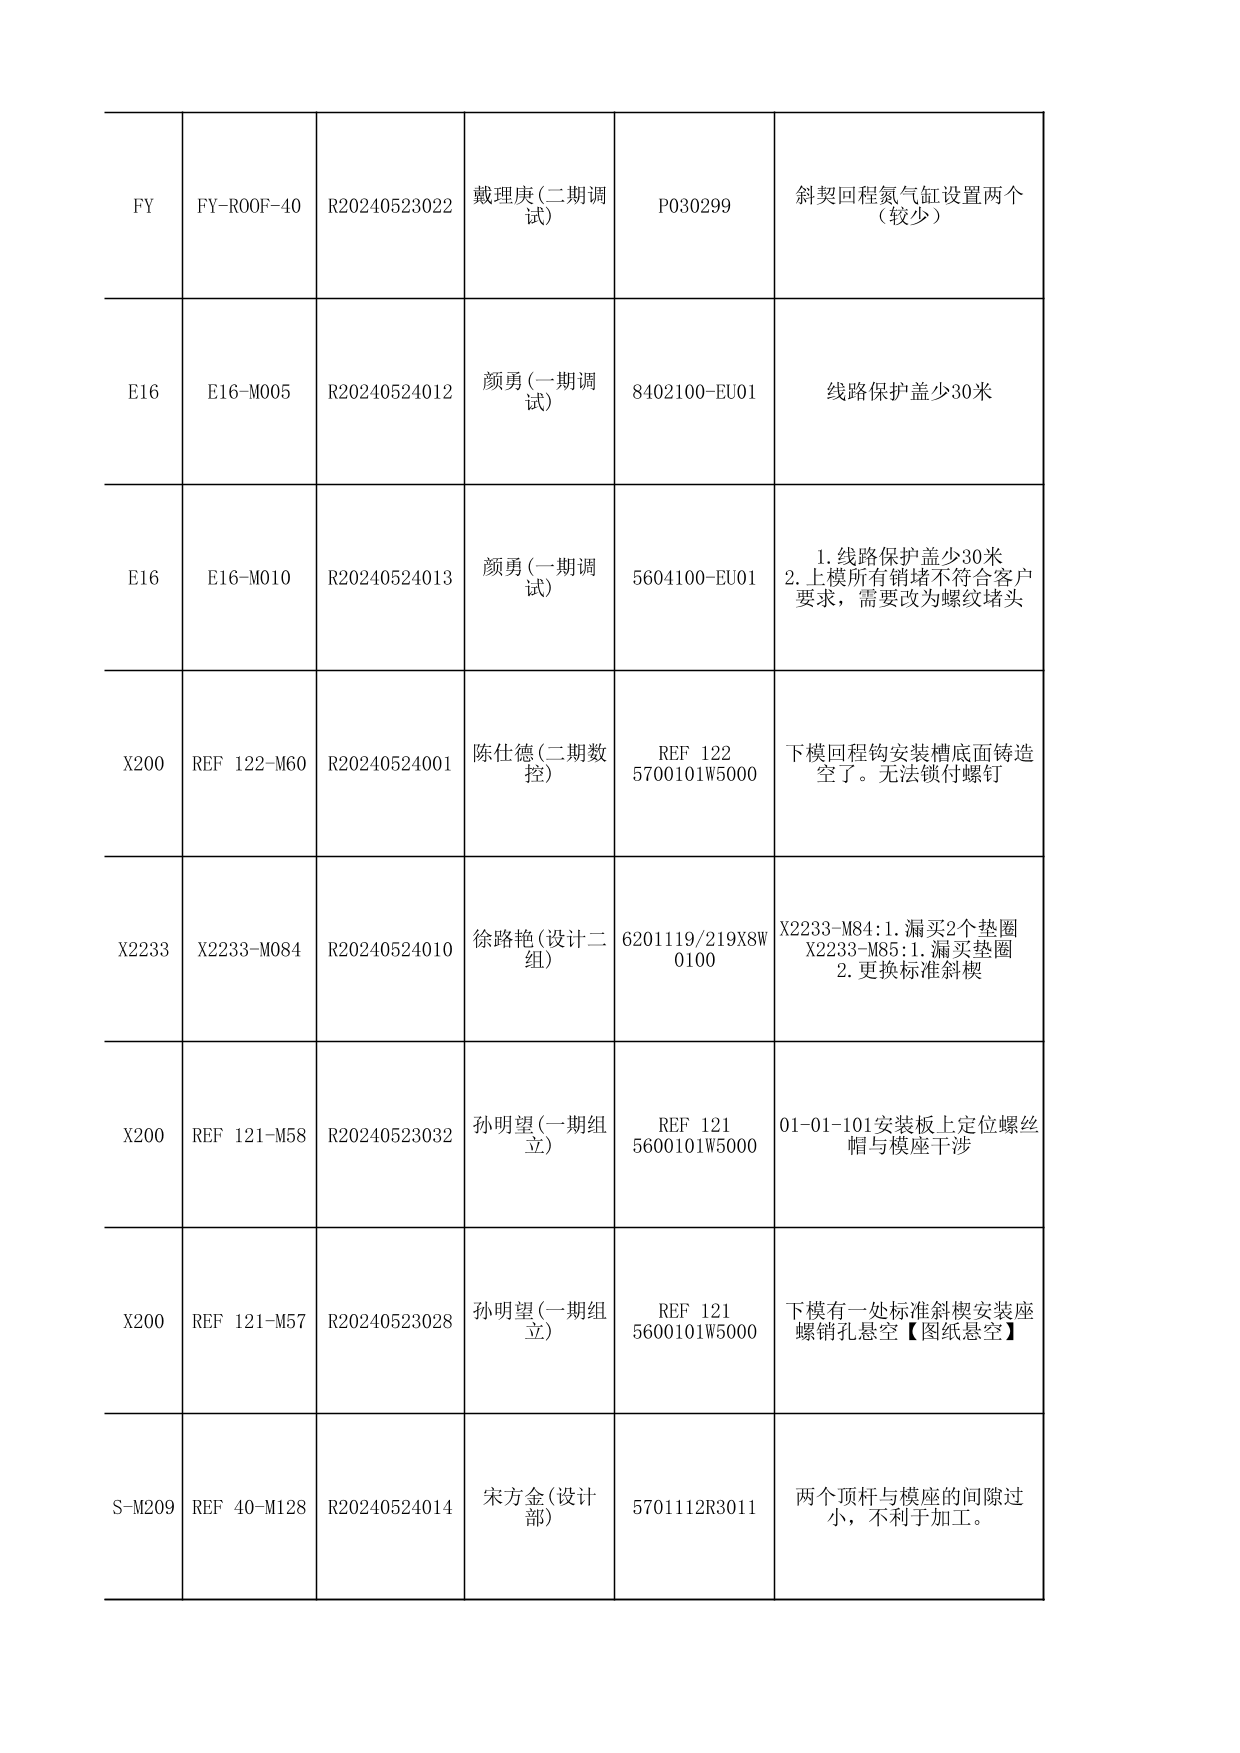 FY
FY-ROOF-40
R20240523022
戴理庚(二期调
试)
P030299
斜契回程氮气缸设置两个
（较少）
E16
E16-M005
R20240524012
颜勇(一期调
试)
8402100-EU01
线路保护盖少30米
E16
E16-M010
R20240524013
颜勇(一期调
试)
5604100-EU01
1.线路保护盖少30米
2.上模所有销堵不符合客户
要求，需要改为螺纹堵头
X200
REF 122-M60
R20240524001
陈仕德(二期数
控)
REF 122
5700101W5000
下模回程钩安装槽底面铸造
空了。无法锁付螺钉
X2233
X2233-M084
R20240524010
徐路艳(设计二
组)
6201119/219X8W
0100
X2233-M84:1.漏买2个垫圈
X2233-M85:1.漏买垫圈
2.更换标准斜楔
X200
REF 121-M58
R20240523032
孙明望(一期组
立)
REF 121
5600101W5000
01-01-101安装板上定位螺丝
帽与模座干涉
X200
REF 121-M57
R20240523028
孙明望(一期组
立)
REF 121
5600101W5000
下模有一处标准斜楔安装座
螺销孔悬空【图纸悬空】
S-M209
REF 40-M128
R20240524014
宋方金(设计
部)
5701112R3011
两个顶杆与模座的间隙过
小，不利于加工。